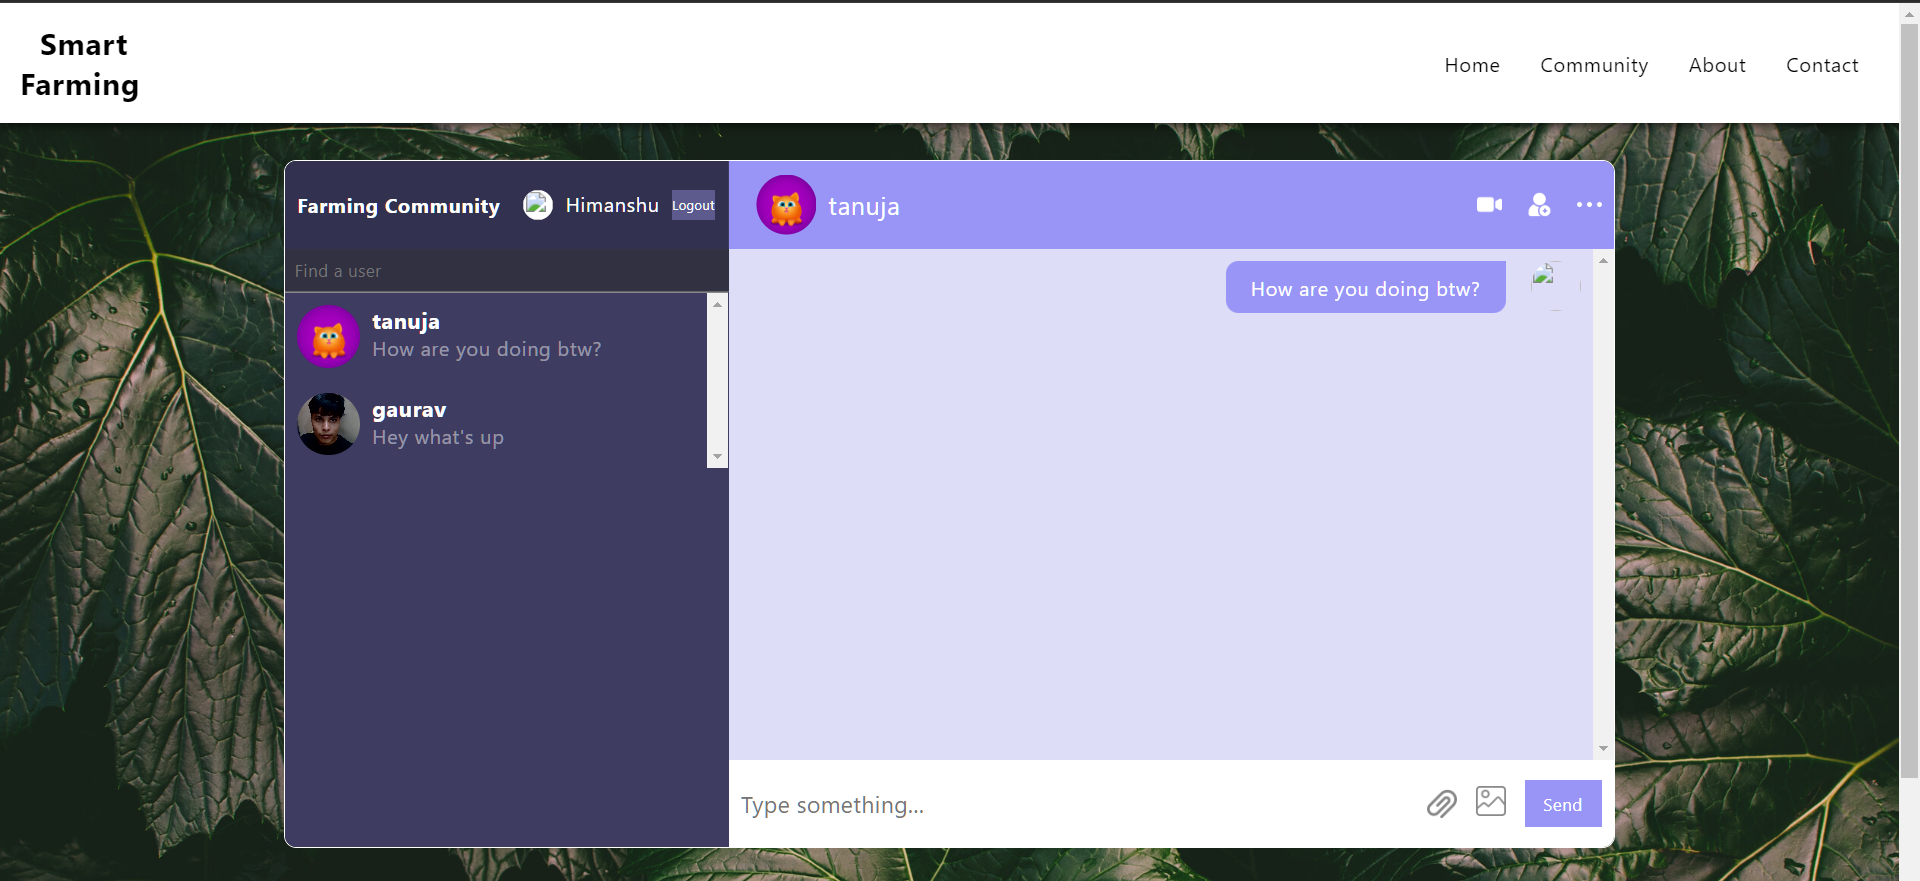 Smart
Farming
Home Community About Contact
Farming Community Himanshu Logout
Find a user
tanuja
How are you doing btw?
gaurav
Hey what's up
tanuja
How are you doing btw?
Type something...
Send